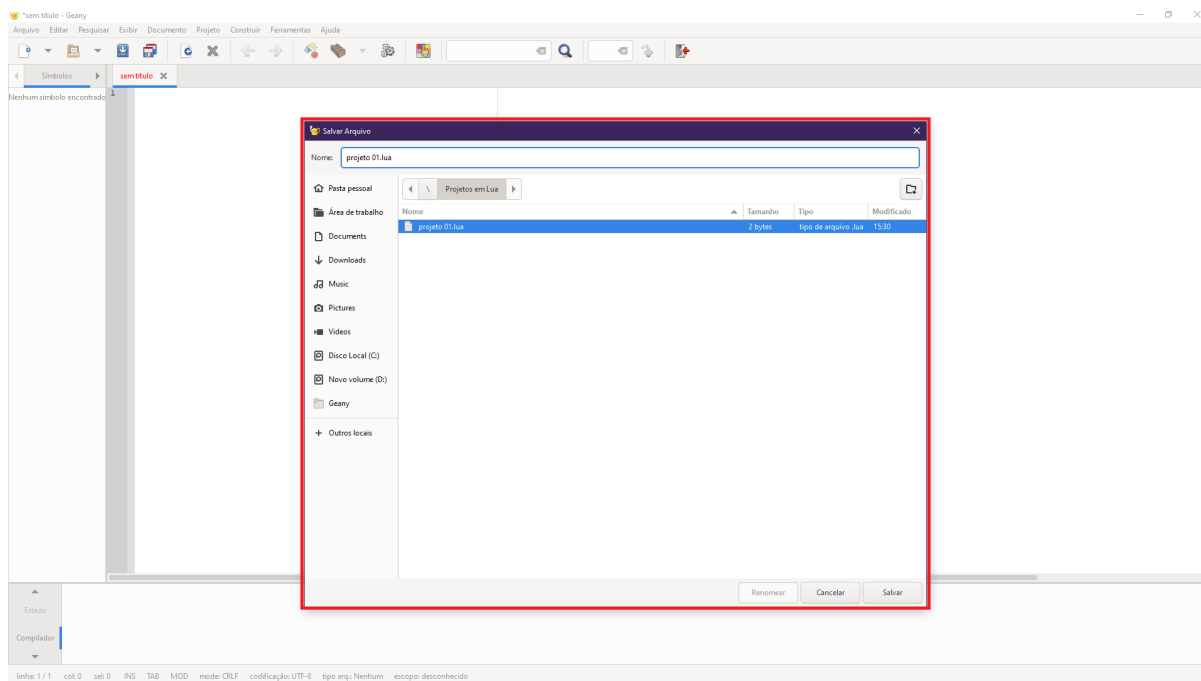 *sem título - Geany
Arquivo Editar Pesquisar Exibir Documento Projeto Construir Ferramentas Ajuda
Símbolos sem título
Nenhum símbolo encontrado 1
Salvar Arquivo
Nome: projeto 01.lua
Pasta pessoal \ Projetos em Lua
Área de trabalho Nome Tamanho Tipo Modificado
projeto 01.lua 2 bytes tipo de arquivo .lua 15:30
Documents
Downloads
Music
Pictures
Videos
Disco Local (C:)
Novo volume (D:)
Geany
+ Outros locais
Renomear Cancelar Salvar
Estado
Compilador
linha: 1 / 1 col: 0 sel: 0 INS TAB MOD mode: CRLF codificação: UTF-8 tipo arq.: Nenhum escopo: desconhecido